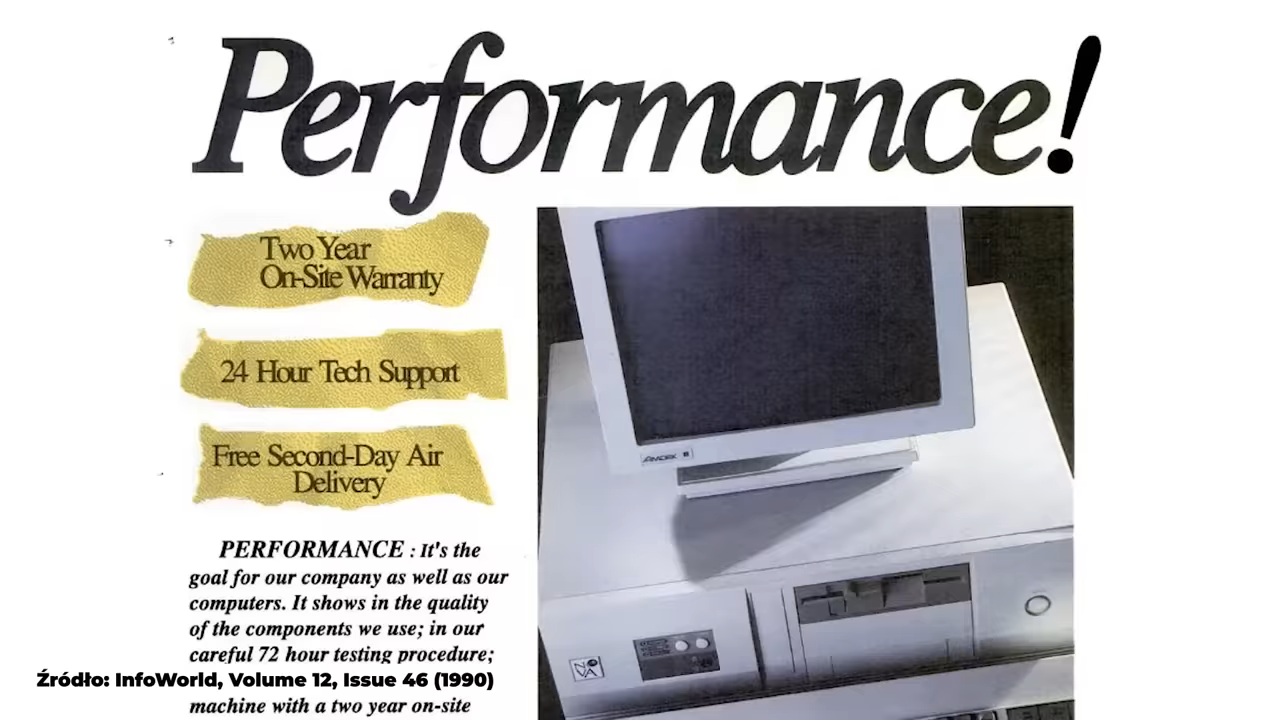 Performance!
Two Year
On-Site Warranty
24 Hour Tech Support
Free Second-Day Air
Delivery
PERFORMANCE : It's the
goal for our company as well as our
computers. It shows in the quality
of the components we use; in our
careful 72 hour testing procedure;
Źródło: InfoWorld, Volume 12, Issue 46 (1990)
machine with a two year on-site
AMDEK
NOVA